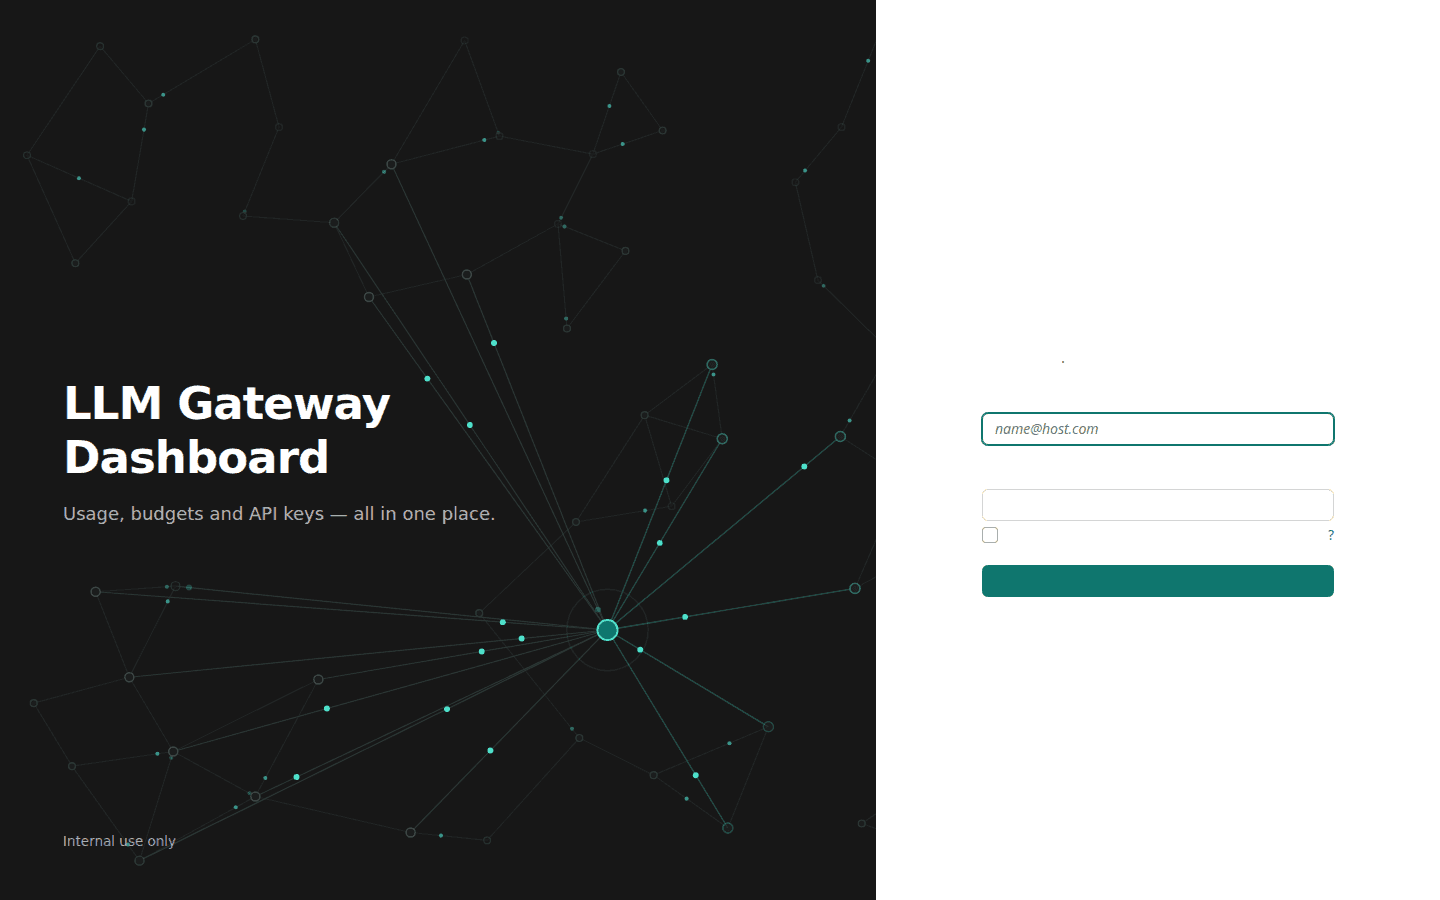 LLM Gateway
Dashboard
Usage, budgets and API keys — all in one place.
Internal use only
.
name@host.com
?